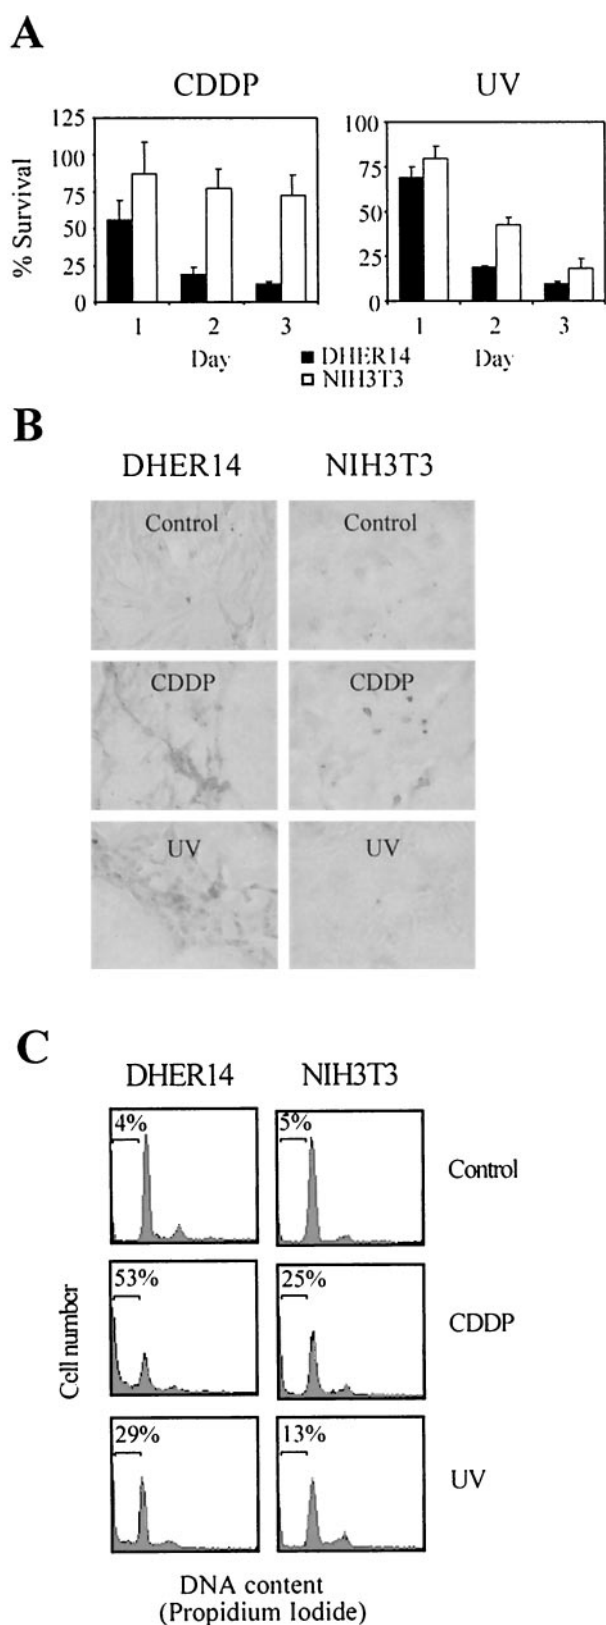 A
CDDP UV
125
100
75
50
25
0
% Survival
1 2 3
Day
100
75
50
25
0
1 2 3
Day
DHER14
NIH3T3
B
DHER14 NIH3T3
Control Control
CDDP CDDP
UV UV
C
DHER14 NIH3T3
4% 5%
Control
53% 25%
CDDP
29% 13%
UV
Cell number
DNA content
(Propidium Iodide)